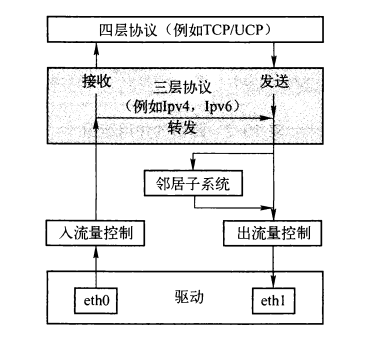 四层协议（例如TCP/UCP）
接收
发送
三层协议
（例如Ipv4，Ipv6）
转发
邻居子系统
入流量控制
出流量控制
eth0
驱动
eth1